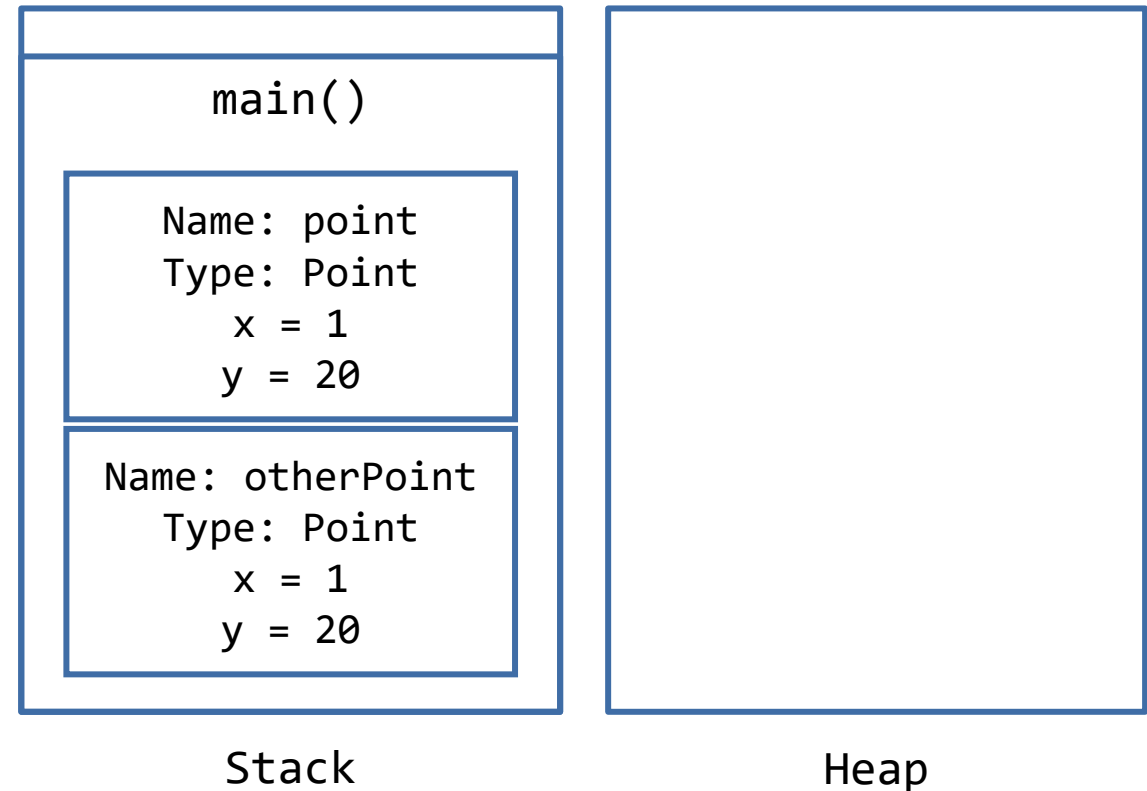 main()
Name: point
Type: Point
x = 1
y = 20
Name: otherPoint
Type: Point
x = 1
y = 20
Stack
Heap